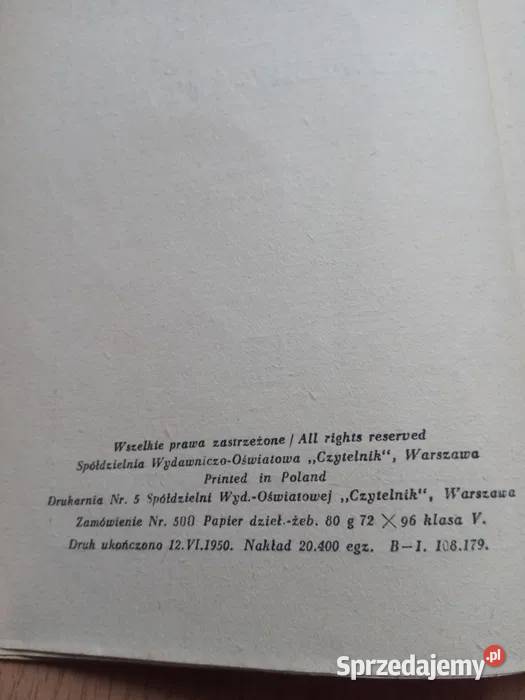 Wszelkie prawa zastrzeżone / All rights reserved
Spółdzielnia Wydawniczo-Oświatowa „Czytelnik", Warszawa
Printed in Poland
Drukarnia Nr. 5 Spółdzielni Wyd.-Oświatowej „Czytelnik", Warszawa
Zamówienie Nr. 500 Papier dzieł.-żeb. 80 g 72 × 96 klasa V.
Druk ukończono 12.VI.1950. Nakład 20.400 egz. B—1. 108.179.
Sprzedajemy.pl